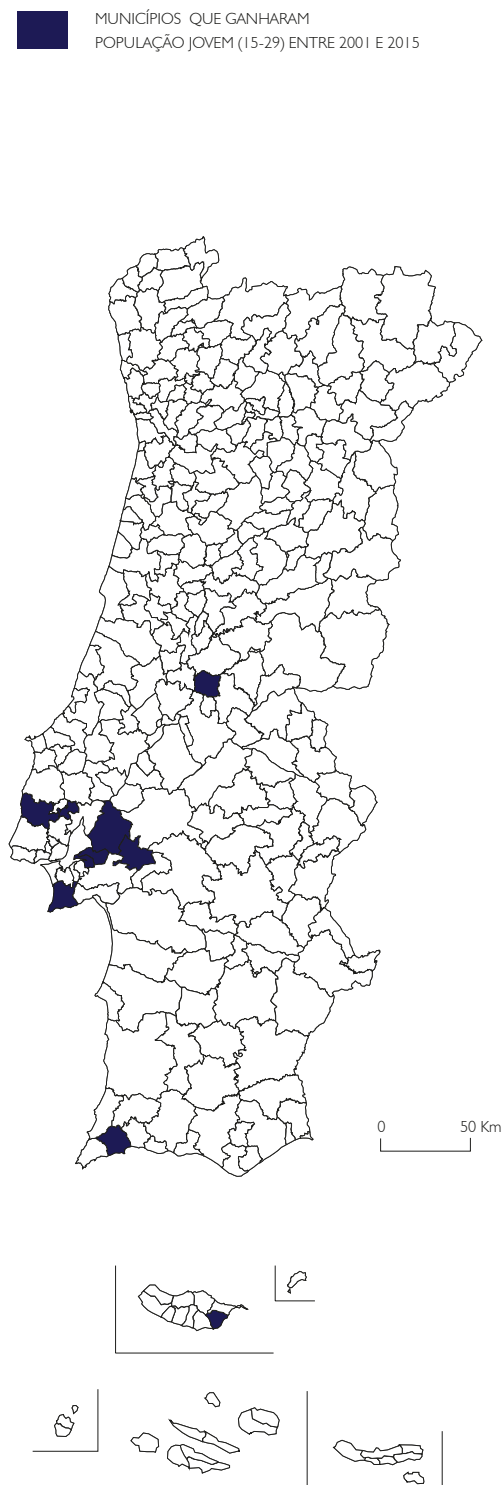 MUNICÍPIOS QUE GANHARAM
POPULAÇÃO JOVEM (15-29) ENTRE 2001 E 2015
0 50 Km